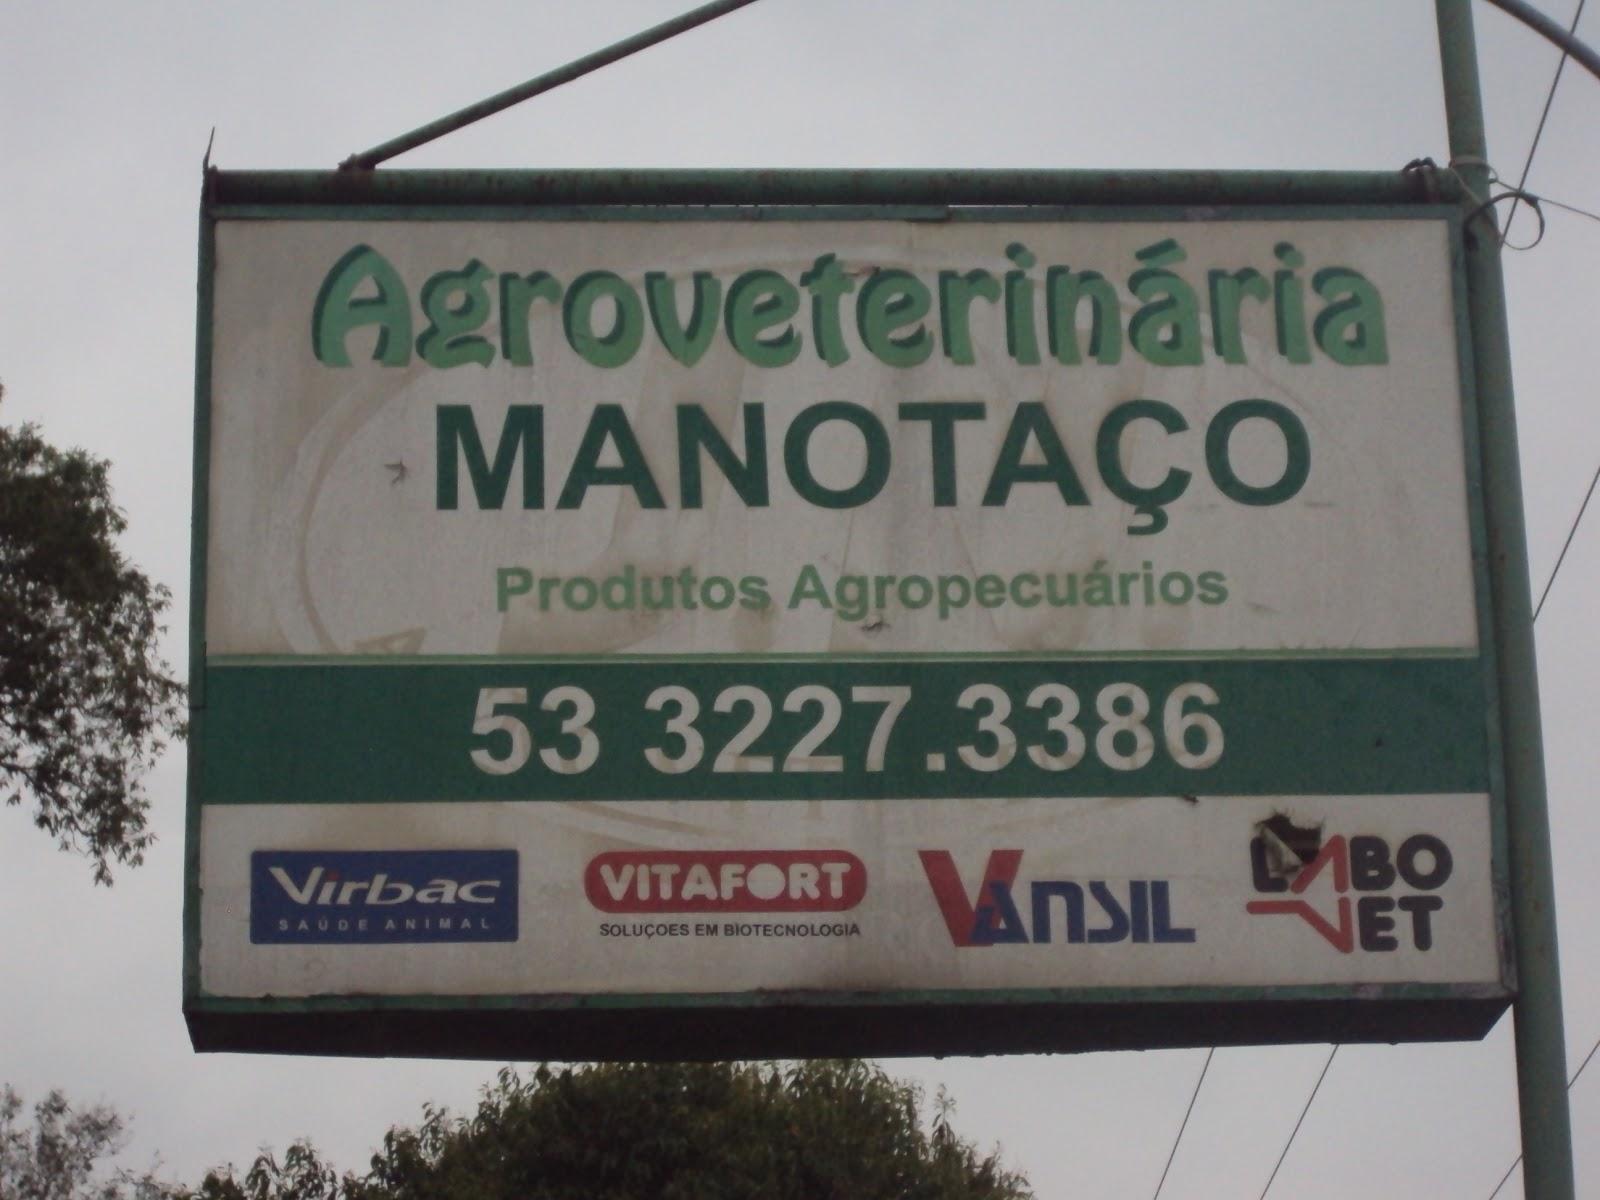 Agroveterinária
MANOTAÇO
Produtos Agropecuários
53 3227.3386
Virbac
SAÚDE ANIMAL
VITAFORT
SOLUÇOES EM BIOTECNOLOGIA
VANSIL
LABO
VET